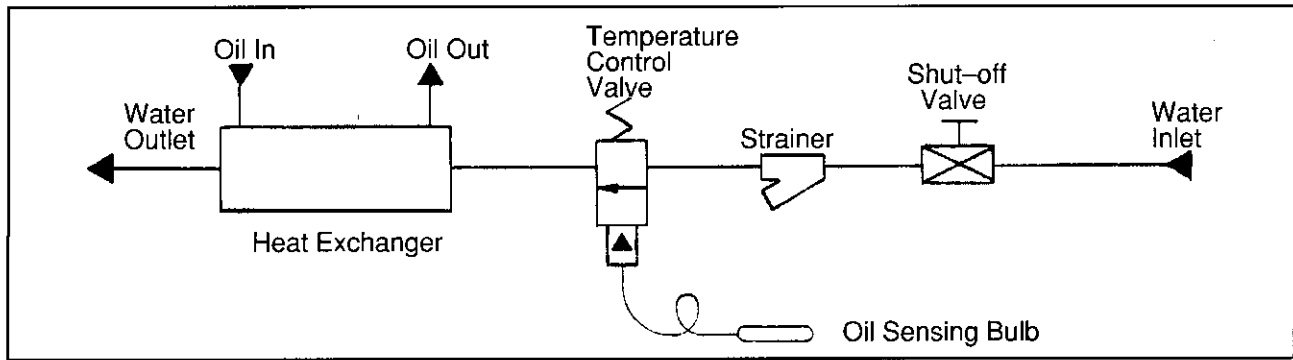 Oil In
Oil Out
Temperature
Control
Valve
Shut-off
Valve
Water
Outlet
Strainer
Water
Inlet
Heat Exchanger
Oil Sensing Bulb